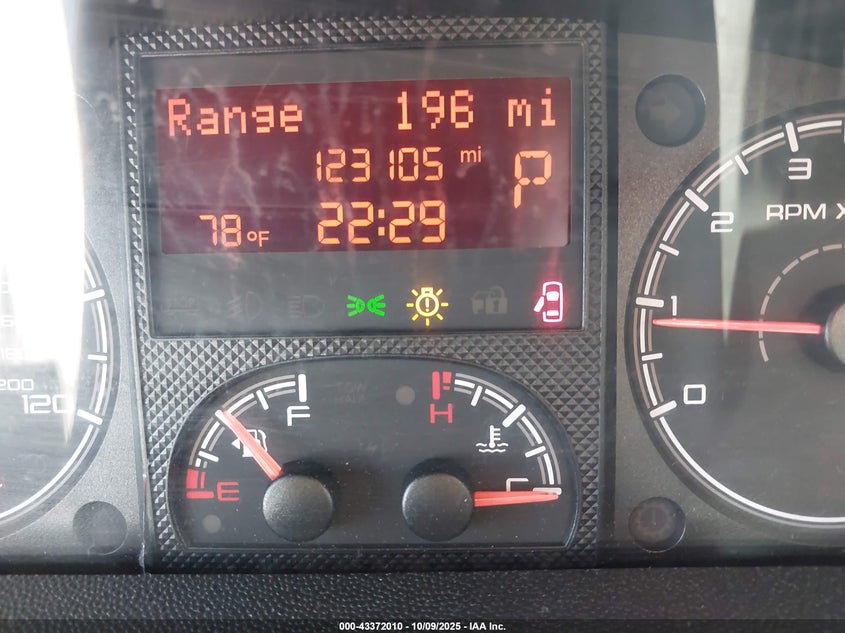 Range 196 mi
123105 mi P
78°F 22:29
3
2 RPM X
1
0
200
120
F H
E C
000-43372010 - 10/09/2025 - IAA Inc.